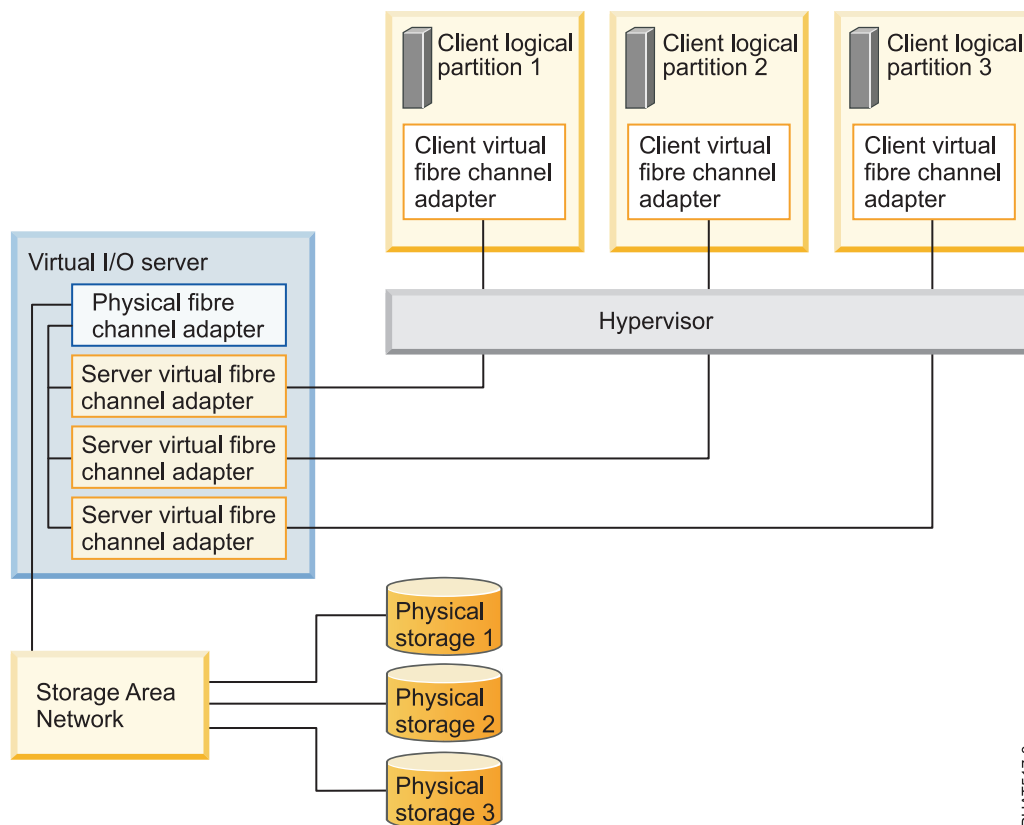 Client logical
partition 1
Client virtual
fibre channel
adapter
Client logical
partition 2
Client virtual
fibre channel
adapter
Client logical
partition 3
Client virtual
fibre channel
adapter
Hypervisor
Virtual I/O server
Physical fibre
channel adapter
Server virtual fibre
channel adapter
Server virtual fibre
channel adapter
Server virtual fibre
channel adapter
Storage Area
Network
Physical
storage 1
Physical
storage 2
Physical
storage 3